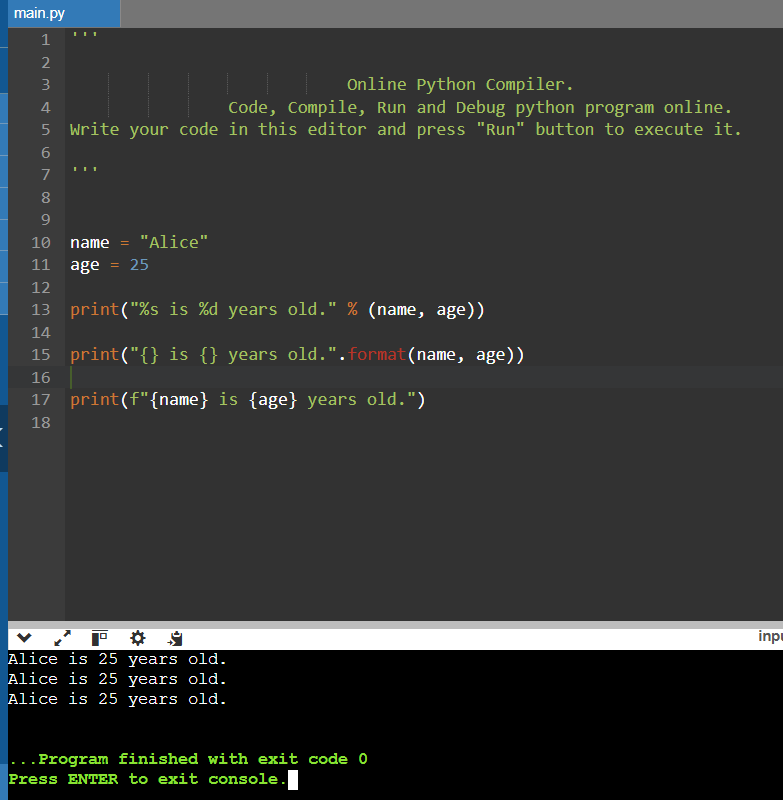 main.py
1 '''
2
3 Online Python Compiler.
4 Code, Compile, Run and Debug python program online.
5 Write your code in this editor and press "Run" button to execute it.
6
7 '''
8
9
10 name = "Alice"
11 age = 25
12
13 print("%s is %d years old." % (name, age))
14
15 print("{} is {} years old.".format(name, age))
16
17 print(f"{name} is {age} years old.")
18
inpu
Alice is 25 years old.
Alice is 25 years old.
Alice is 25 years old.
...Program finished with exit code 0
Press ENTER to exit console.